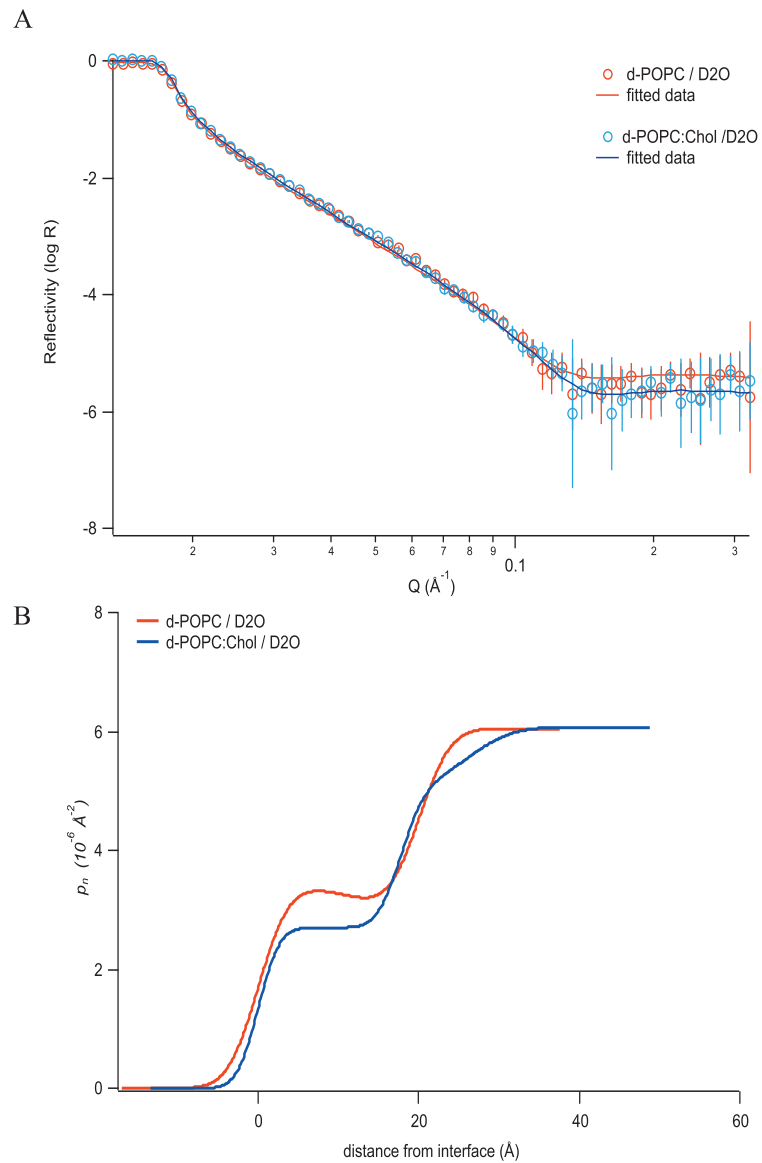 A
0
-2
-4
-6
-8
Reflectivity (log R)
d-POPC / D2O
fitted data
d-POPC:Chol /D2O
fitted data
2 3 4 5 6 7 8 9 0.1 2 3
Q (Å-1)
B
d-POPC / D2O
d-POPC:Chol / D2O
8
6
4
2
0
pn (10-6 Å-2)
0 20 40 60
distance from interface (Å)